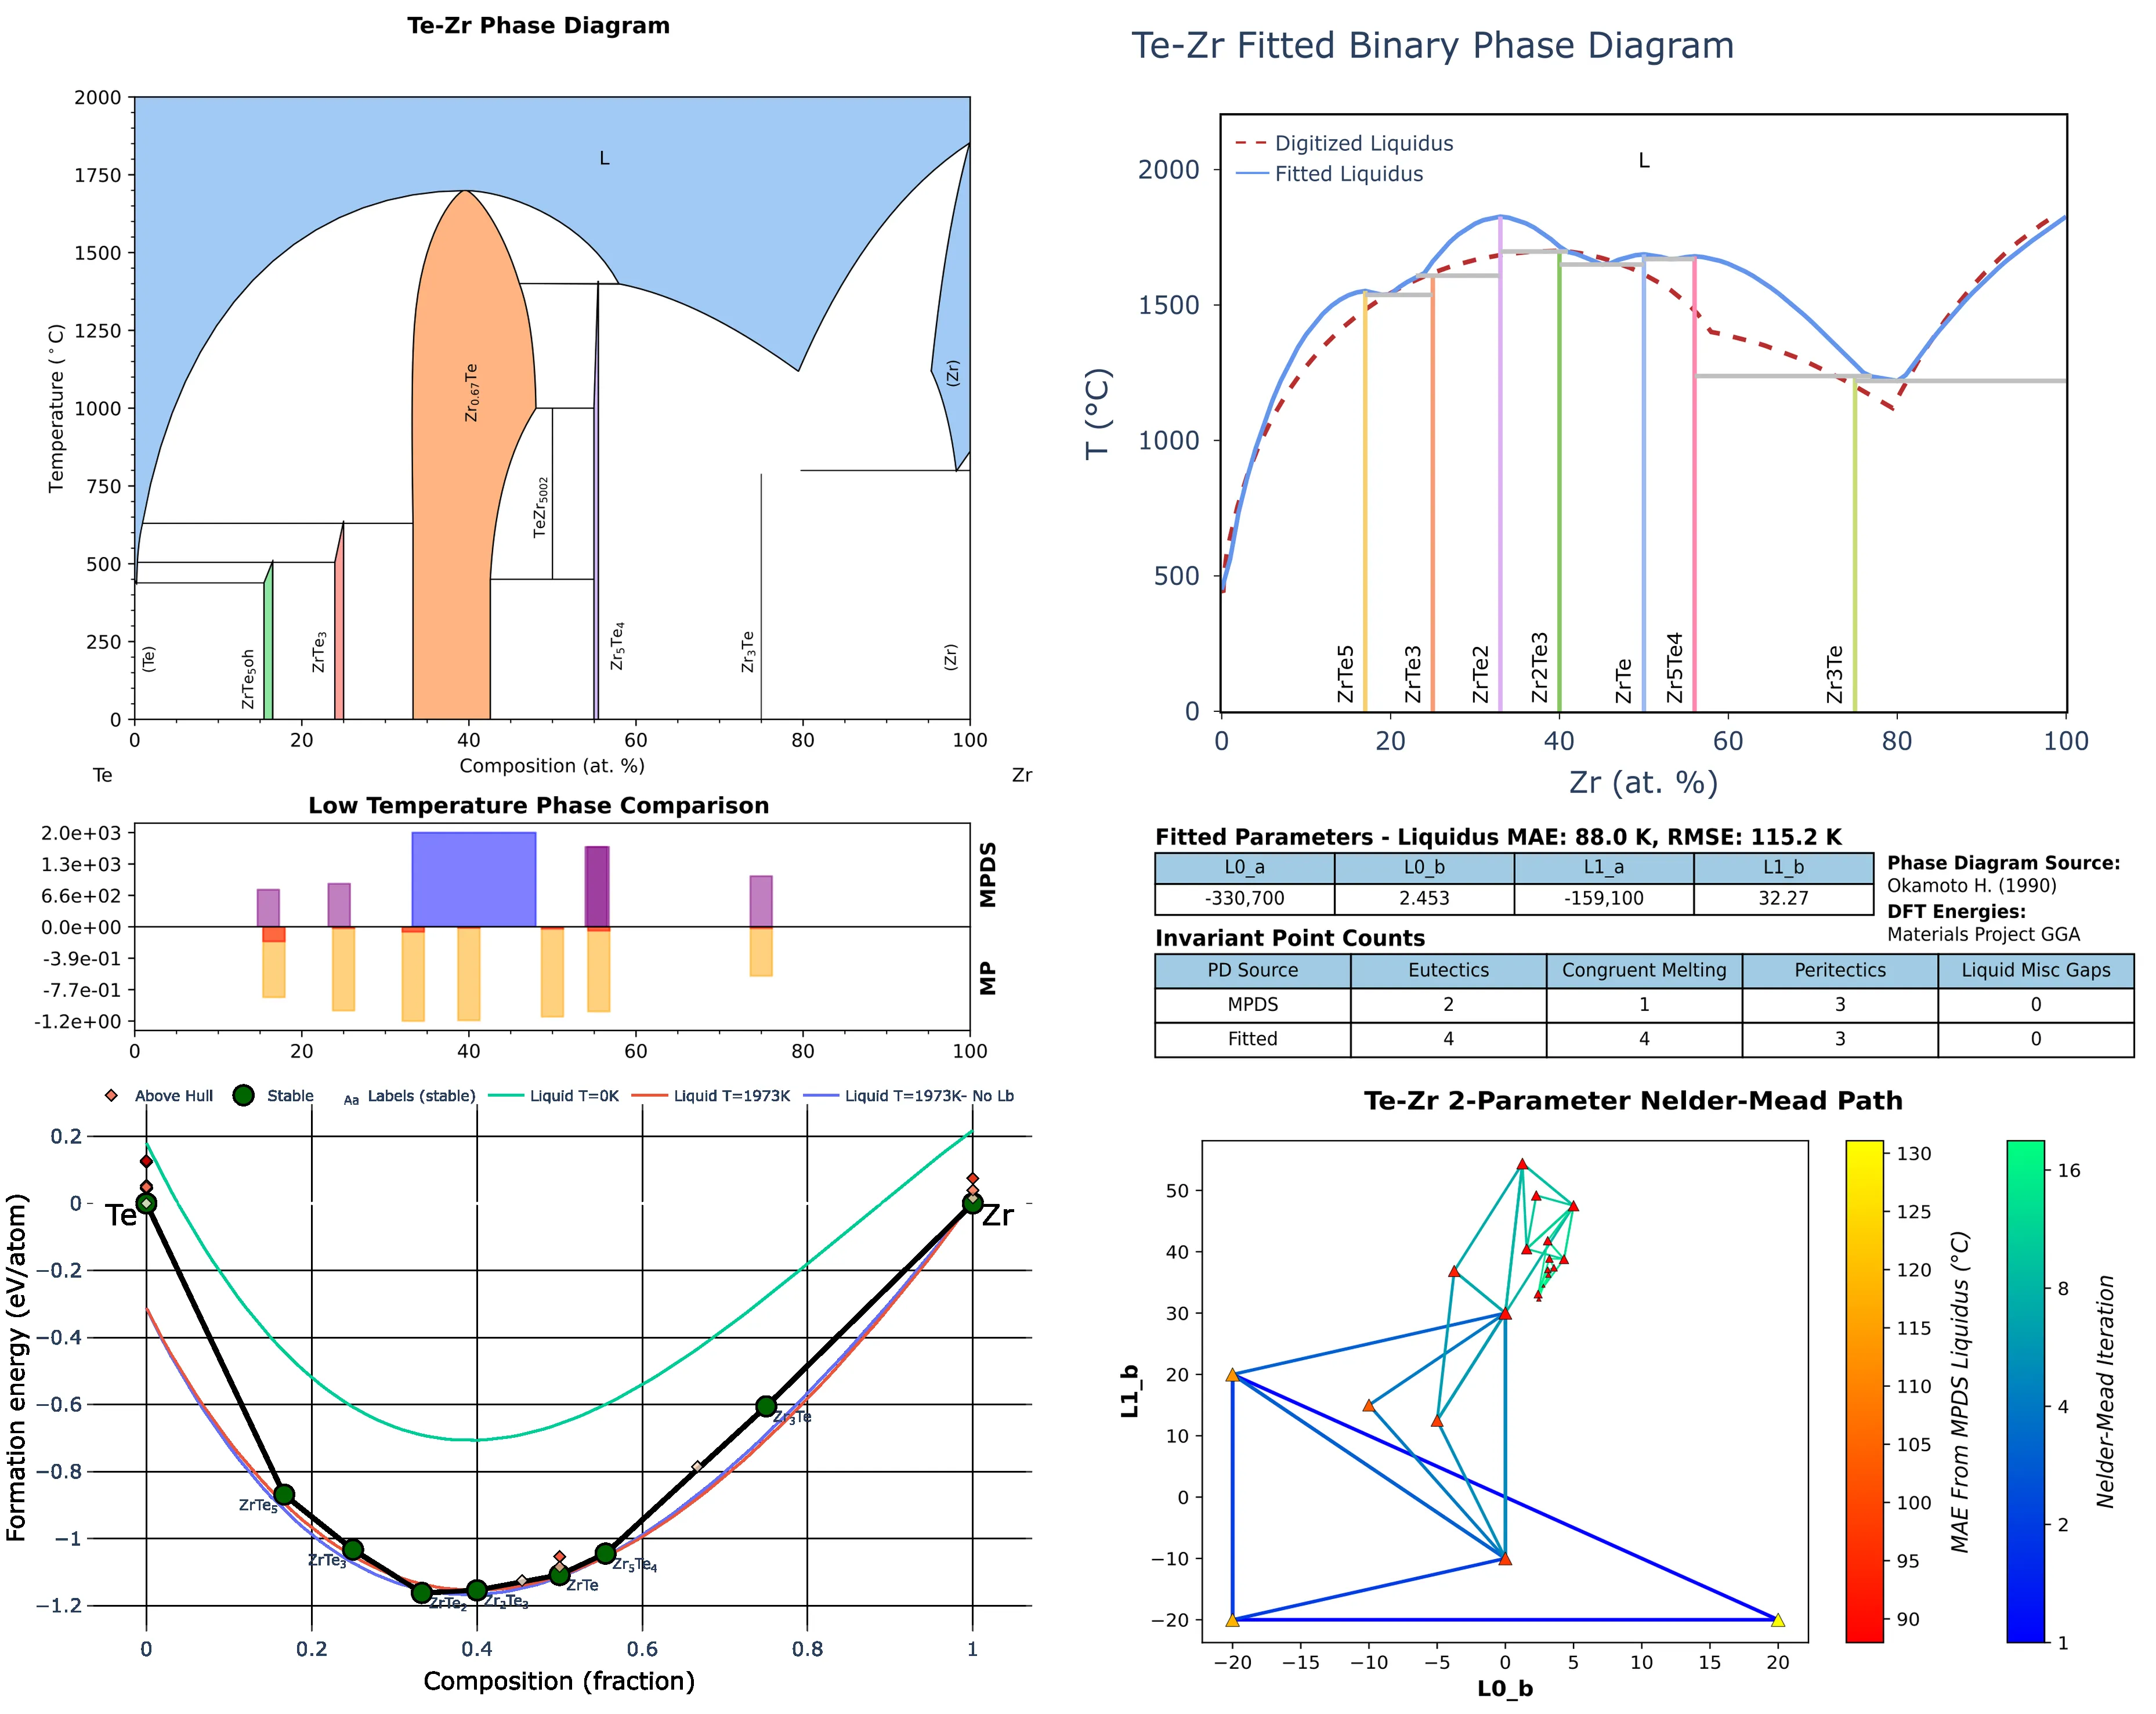 Te-Zr Phase Diagram
2000
1750
1500
1250
1000
750
500
250
0
Temperature (°C)
L
Zr0.67Te
TeZr5002
(Zr)
(Te)
ZrTe5oh
ZrTe3
Zr5Te4
Zr3Te
(Zr)
0 20 40 60 80 100
Composition (at. %)
Te Zr
Te-Zr Fitted Binary Phase Diagram
Digitized Liquidus
Fitted Liquidus
L
2000
1500
1000
500
0
T (°C)
ZrTe5
ZrTe3
ZrTe2
Zr2Te3
ZrTe
Zr5Te4
Zr3Te
0 20 40 60 80 100
Zr (at. %)
Low Temperature Phase Comparison
2.0e+03
1.3e+03
6.6e+02
0.0e+00
-3.9e-01
-7.7e-01
-1.2e+00
MPDS
MP
0 20 40 60 80 100
Fitted Parameters - Liquidus MAE: 88.0 K, RMSE: 115.2 K
L0_a L0_b L1_a L1_b
-330,700 2.453 -159,100 32.27
Phase Diagram Source:
Okamoto H. (1990)
DFT Energies:
Materials Project GGA
Invariant Point Counts
PD Source Eutectics Congruent Melting Peritectics Liquid Misc Gaps
MPDS 2 1 3 0
Fitted 4 4 3 0
Above Hull Stable Aa Labels (stable) Liquid T=0K Liquid T=1973K Liquid T=1973K- No Lb
0.2
0
−0.2
−0.4
−0.6
−0.8
−1
−1.2
Formation energy (eV/atom)
Te
Zr
ZrTe5
ZrTe3
ZrTe2
Zr2Te3
ZrTe
Zr5Te4
Zr3Te
0 0.2 0.4 0.6 0.8 1
Composition (fraction)
Te-Zr 2-Parameter Nelder-Mead Path
50
40
30
20
10
0
−10
−20
L1_b
−20 −15 −10 −5 0 5 10 15 20
L0_b
130
125
120
115
110
105
100
95
90
MAE From MPDS Liquidus (°C)
16
8
4
2
1
Nelder-Mead Iteration